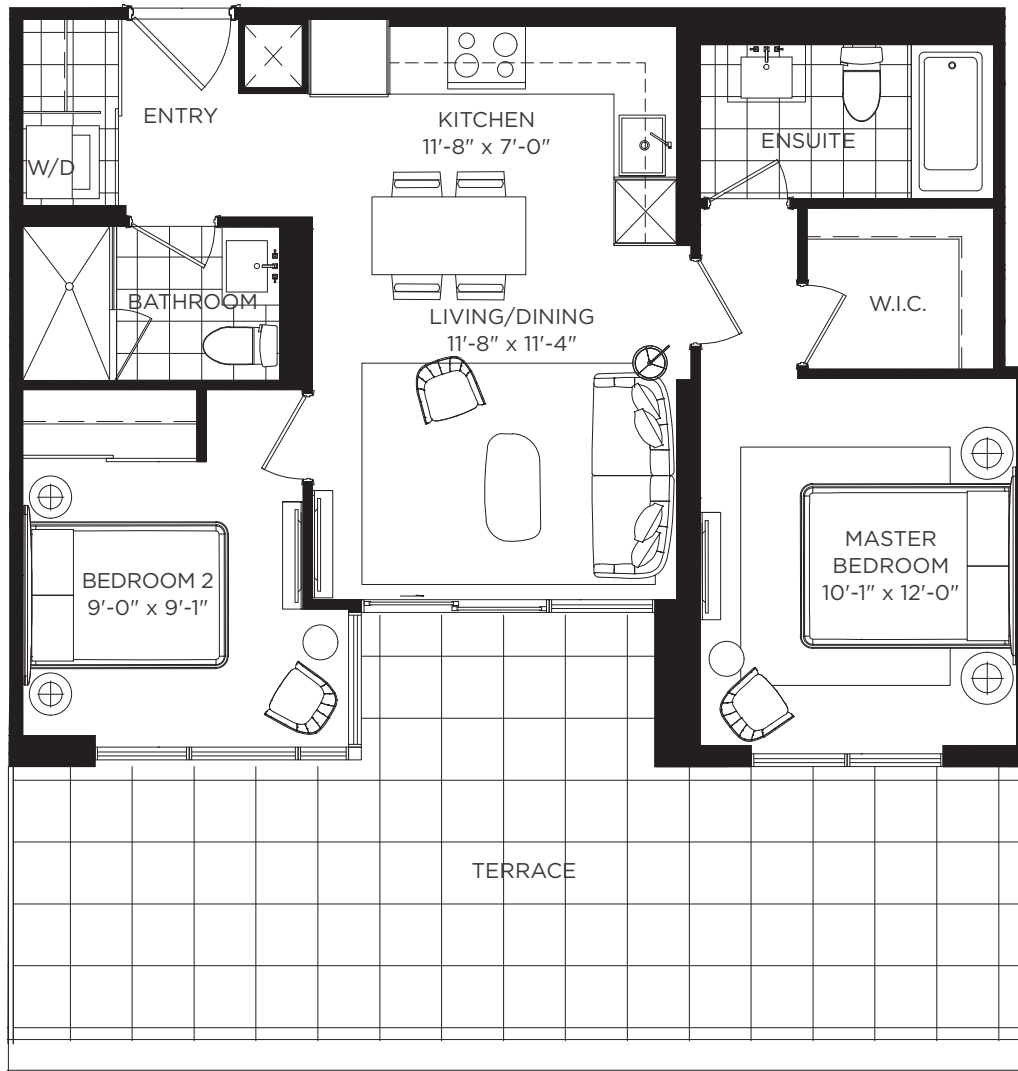 ENTRY
KITCHEN
11'-8" x 7'-0"
ENSUITE
W/D
BATHROOM
LIVING/DINING
11'-8" x 11'-4"
W.I.C.
BEDROOM 2
9'-0" x 9'-1"
MASTER
BEDROOM
10'-1" x 12'-0"
TERRACE